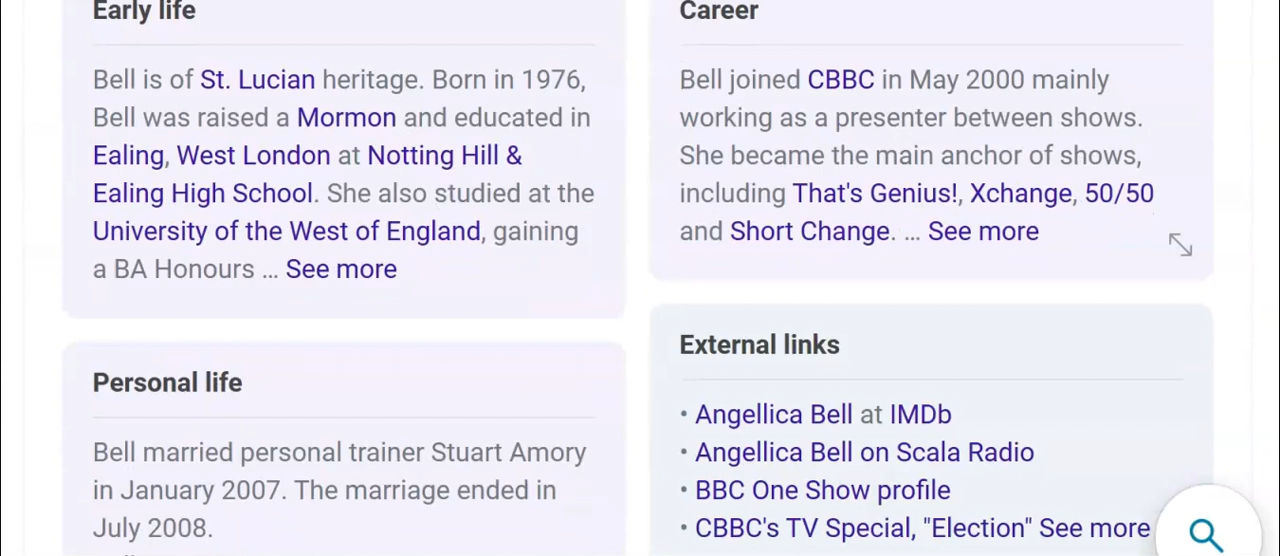 Early life
Bell is of St. Lucian heritage. Born in 1976,
Bell was raised a Mormon and educated in
Ealing, West London at Notting Hill &
Ealing High School. She also studied at the
University of the West of England, gaining
a BA Honours ... See more
Personal life
Bell married personal trainer Stuart Amory
in January 2007. The marriage ended in
July 2008.
Career
Bell joined CBBC in May 2000 mainly
working as a presenter between shows.
She became the main anchor of shows,
including That's Genius!, Xchange, 50/50
and Short Change. ... See more
External links
• Angellica Bell at IMDb
• Angellica Bell on Scala Radio
• BBC One Show profile
• CBBC's TV Special, "Election" See more